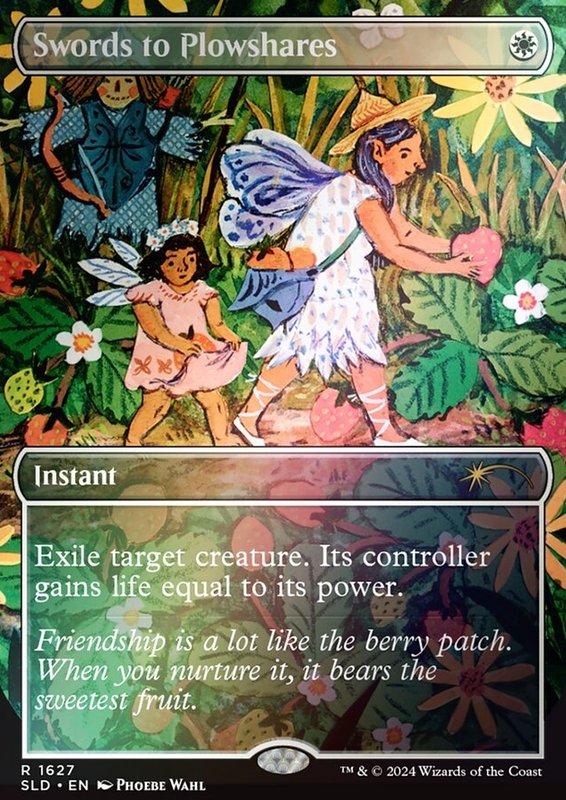 Swords to Plowshares
Instant
Exile target creature. Its controller
gains life equal to its power.
Friendship is a lot like the berry patch.
When you nurture it, it bears the
sweetest fruit.
R 1627
SLD • EN Phoebe Wahl
™ & © 2024 Wizards of the Coast